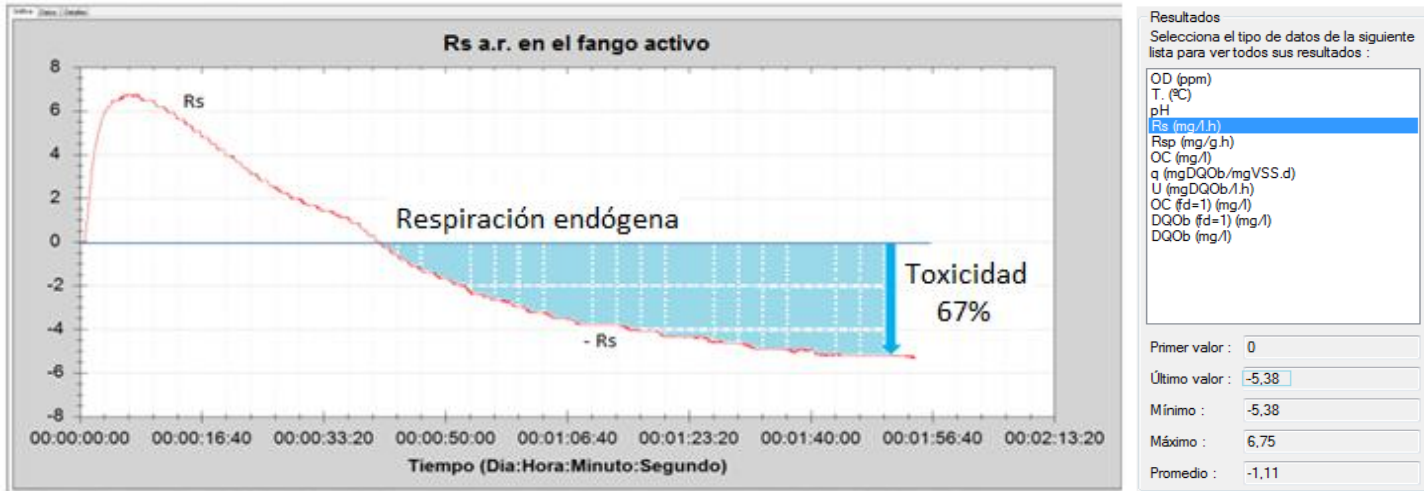 Gráfica Datos Detalles
Rs a.r. en el fango activo
8
6
4
2
0
-2
-4
-6
-8
Rs
Respiración endógena
Toxicidad
67%
- Rs
00:00:00:00 00:00:16:40 00:00:33:20 00:00:50:00 00:01:06:40 00:01:23:20 00:01:40:00 00:01:56:40 00:02:13:20
Tiempo (Dia:Hora:Minuto:Segundo)
Resultados
Selecciona el tipo de datos de la siguiente
lista para ver todos sus resultados :
OD (ppm)
T. (ºC)
pH
Rs (mg/l.h)
Rsp (mg/g.h)
OC (mg/l)
q (mgDQOb/mgVSS.d)
U (mgDQOb/l.h)
OC (fd=1) (mg/l)
DQOb (fd=1) (mg/l)
DQOb (mg/l)
Primer valor : 0
Último valor : -5,38
Mínimo : -5,38
Máximo : 6,75
Promedio : -1,11